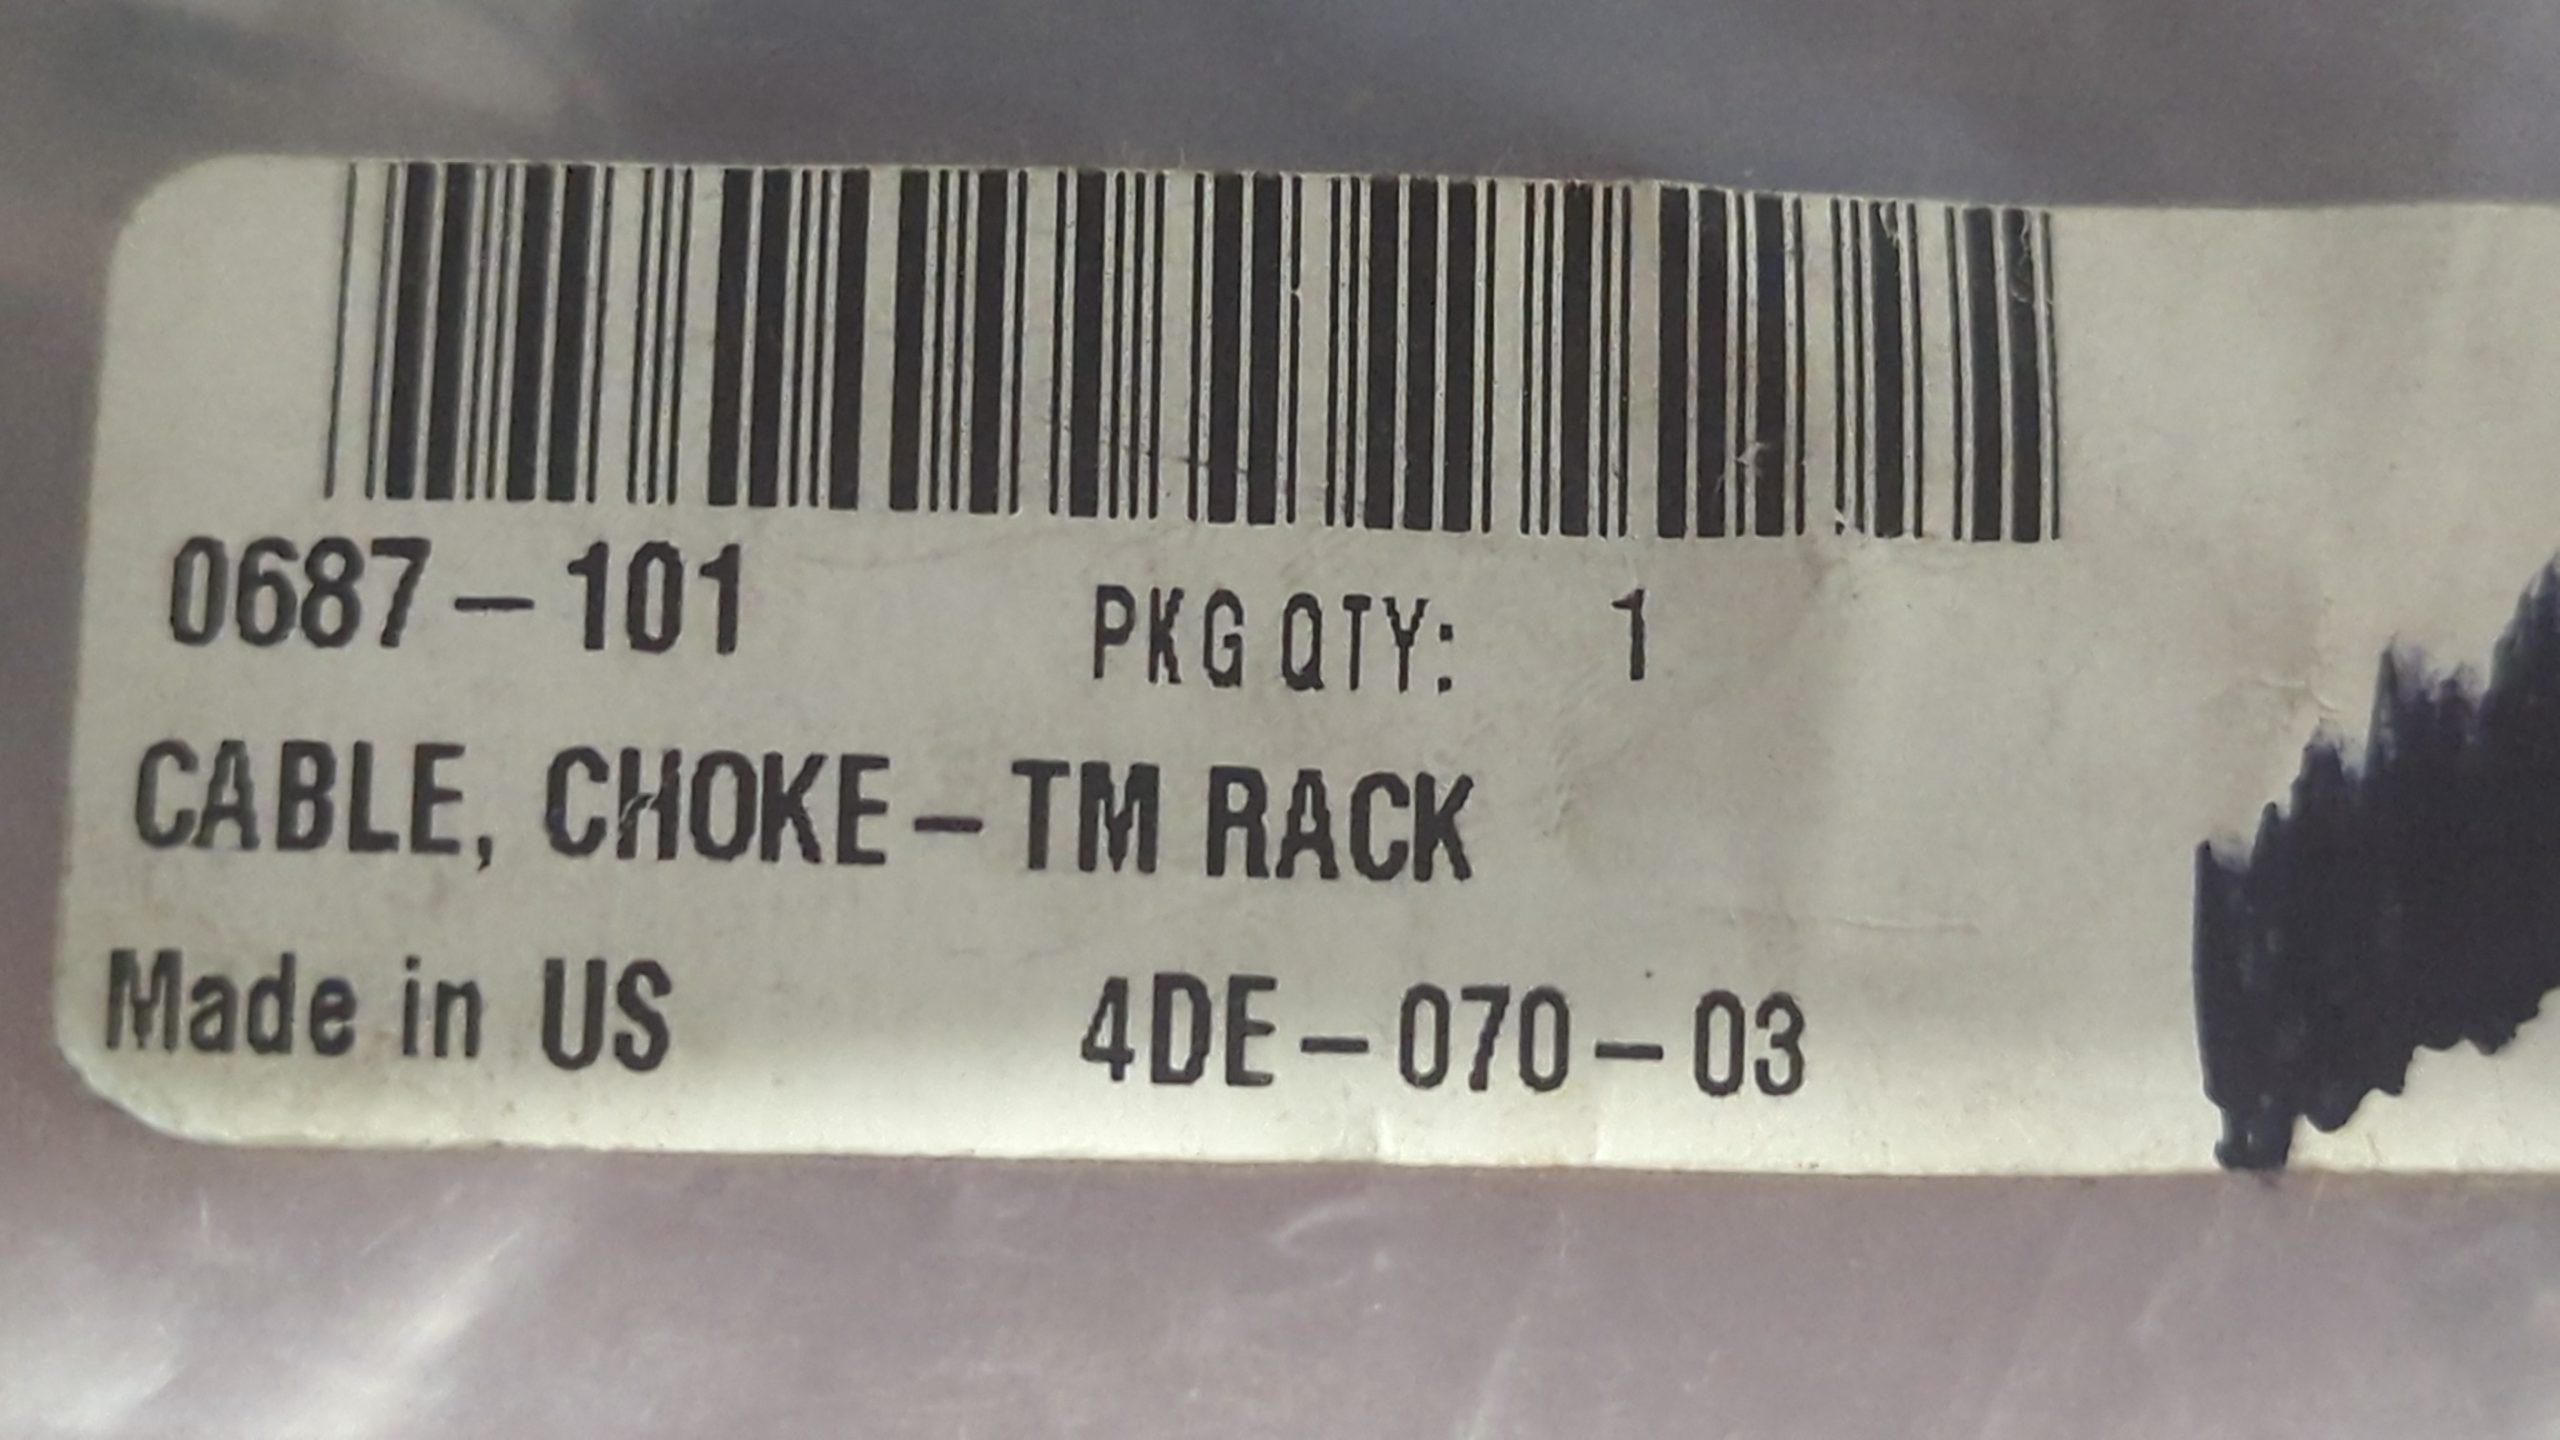 0687-101 PKG QTY: 1
CABLE, CHOKE-TM RACK
Made in US 4DE-070-03